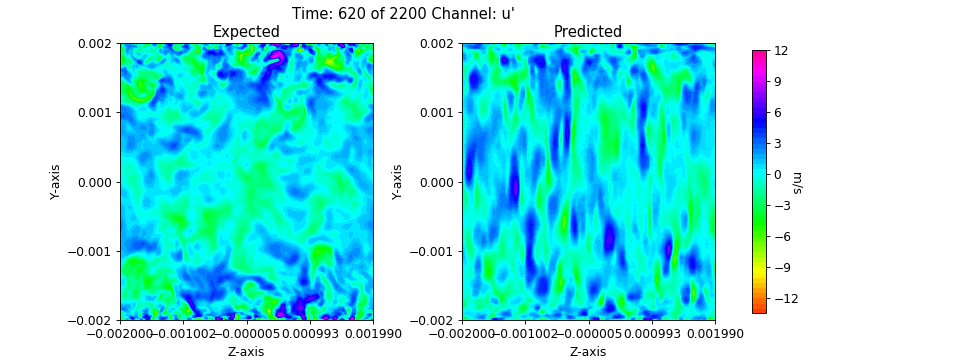 Time: 620 of 2200 Channel: u'
Expected
Predicted
0.002
0.001
0.000
−0.001
−0.002
Y-axis
−0.002000 −0.001002 −0.000005 0.000993 0.001990
Z-axis
0.002
0.001
0.000
−0.001
−0.002
Y-axis
−0.002000 −0.001002 −0.000005 0.000993 0.001990
Z-axis
12
9
6
3
0
−3
−6
−9
−12
m/s